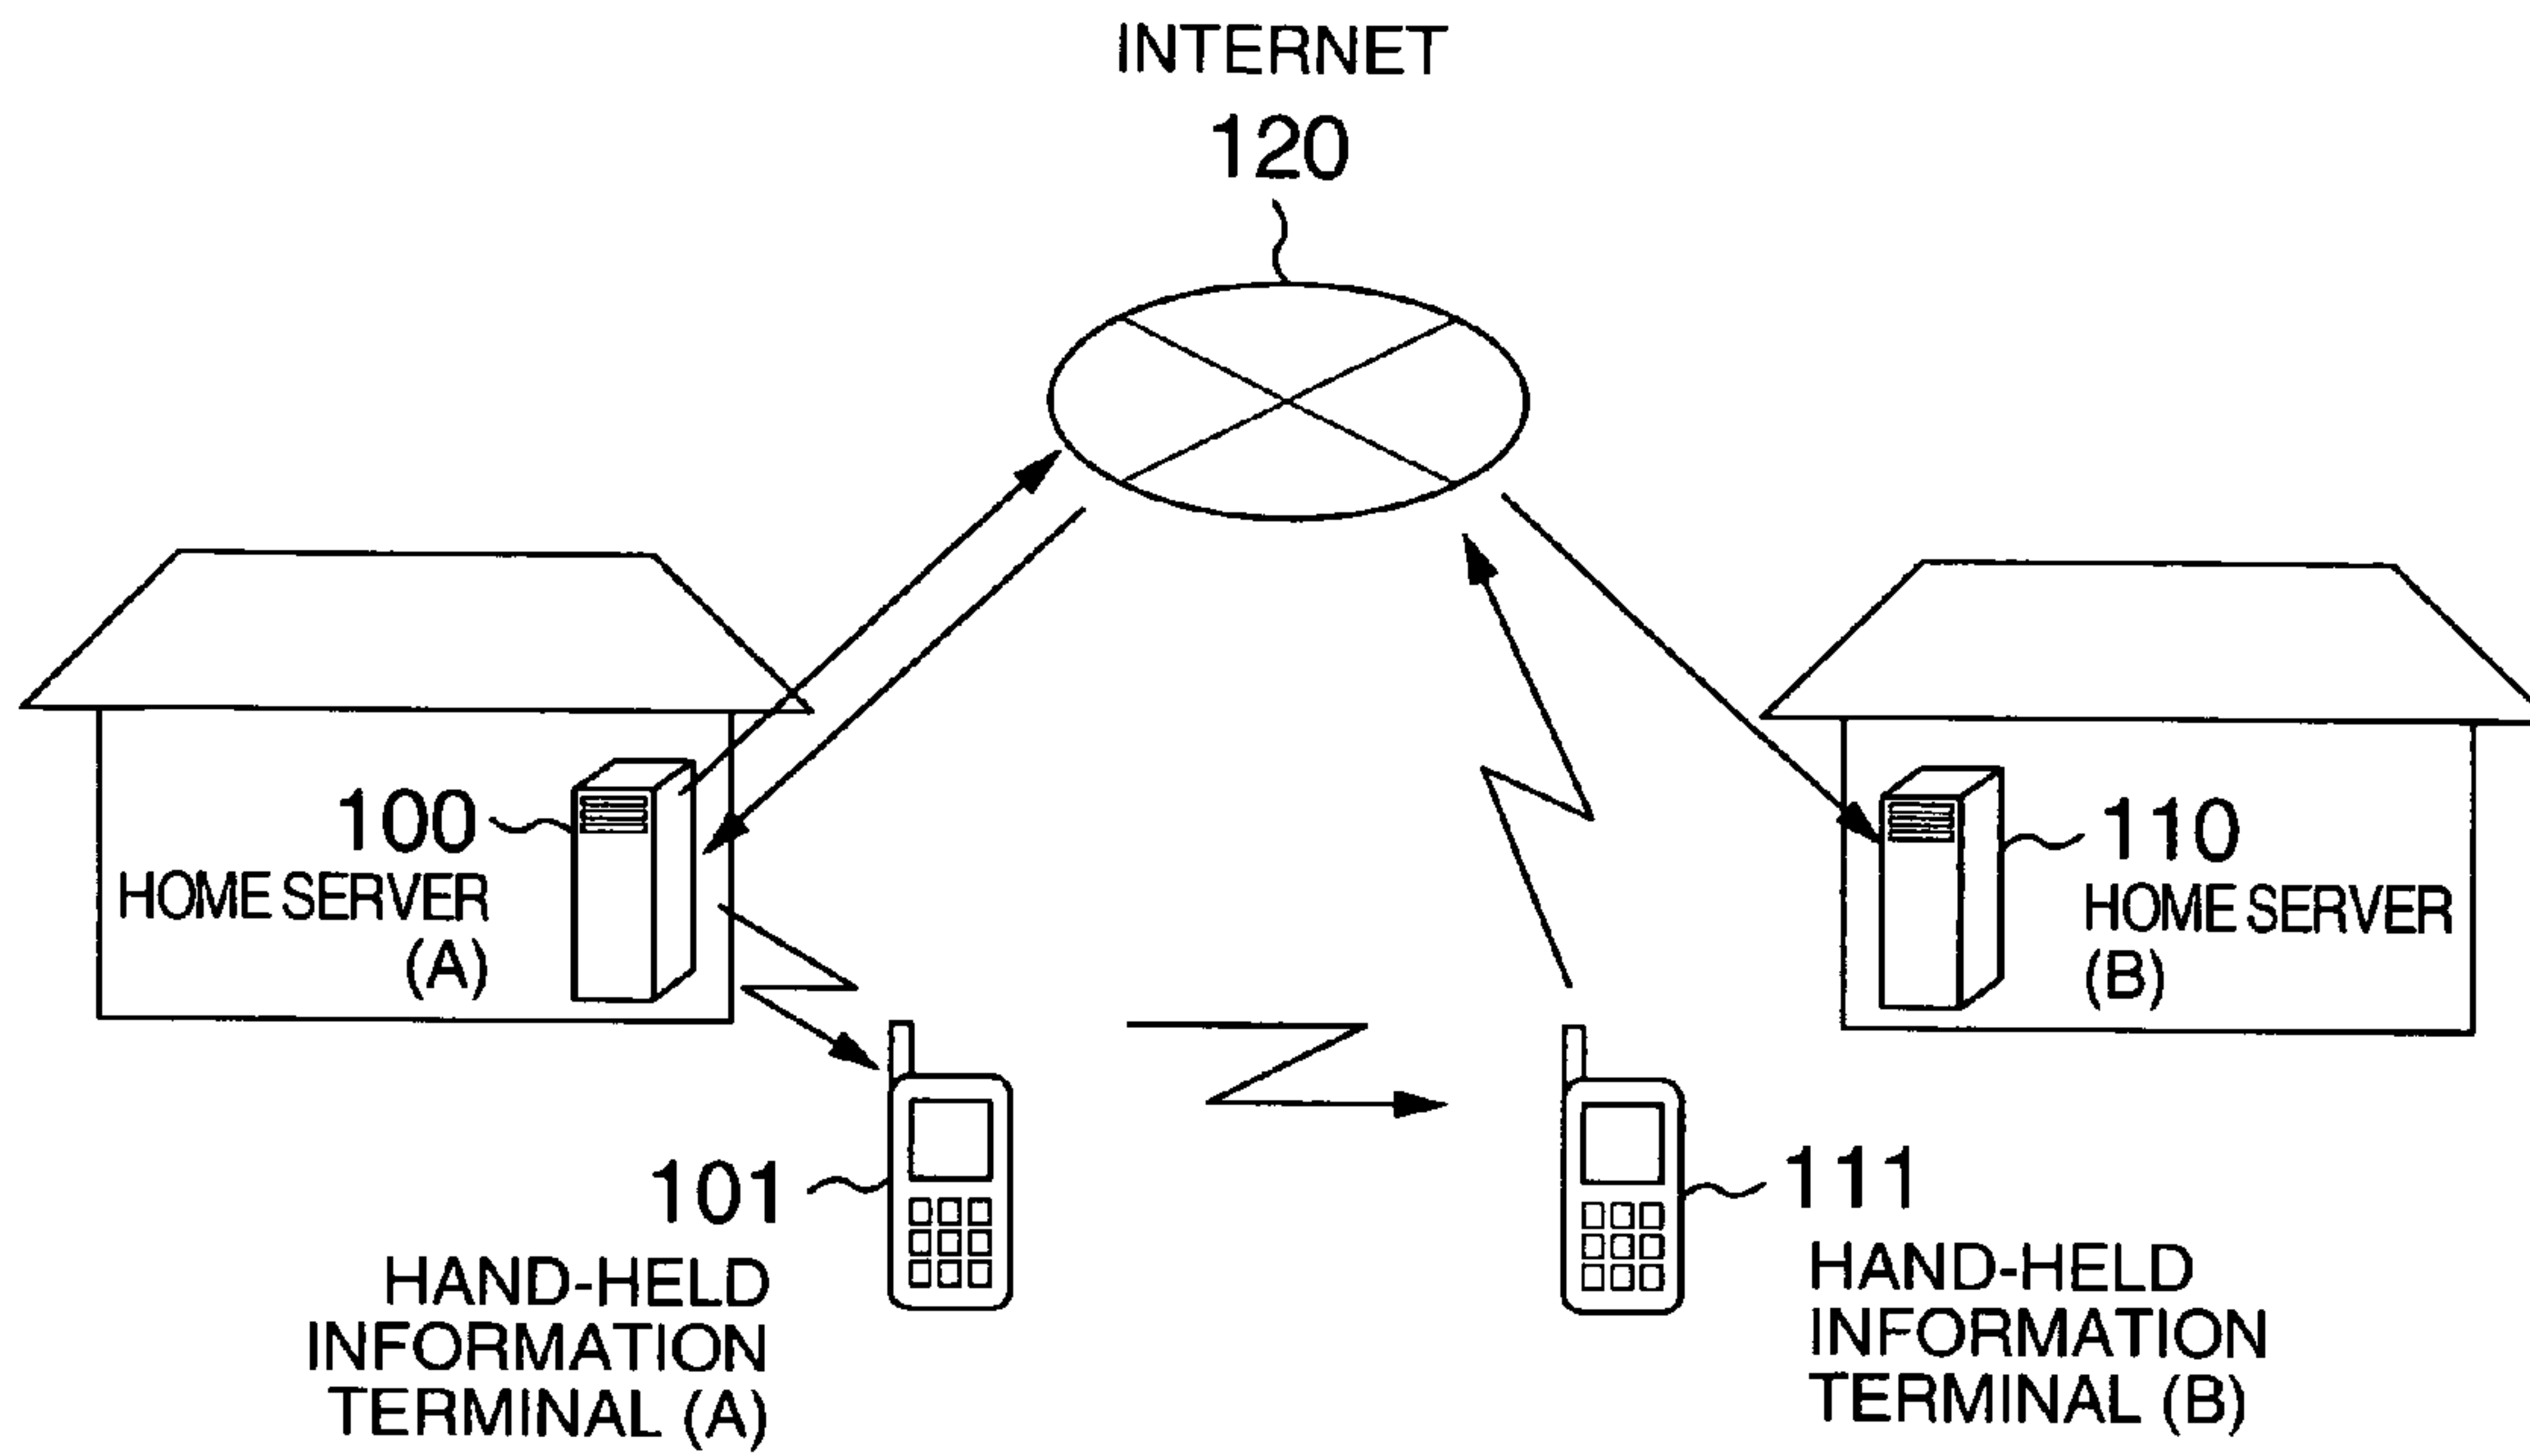 INTERNET
120
100
HOME SERVER
(A)
110
HOME SERVER
(B)
101
HAND-HELD
INFORMATION
TERMINAL (A)
111
HAND-HELD
INFORMATION
TERMINAL (B)